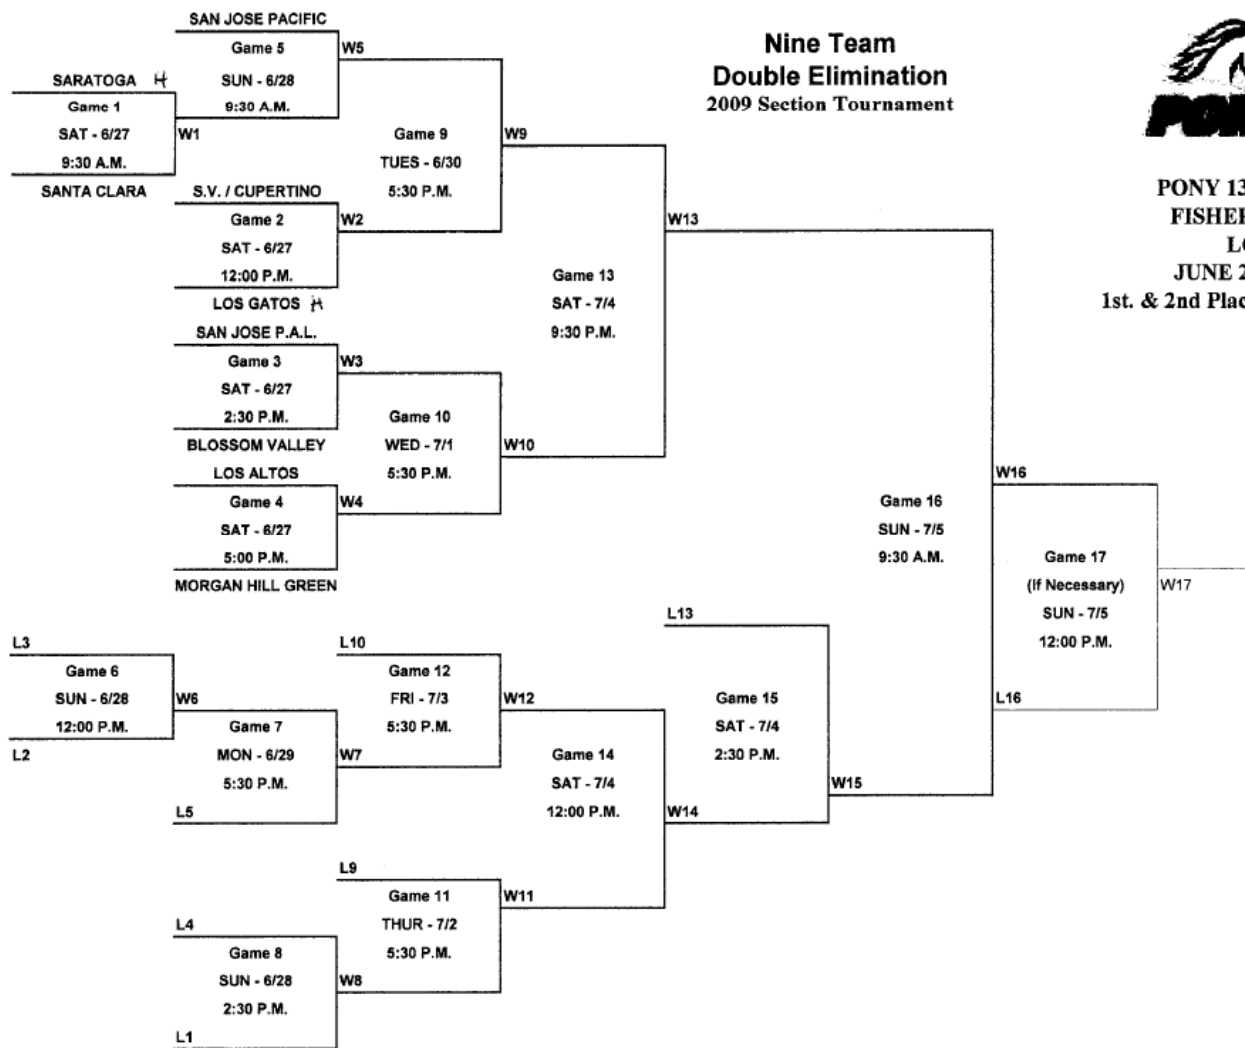 SAN JOSE PACIFIC
Game 5
SUN - 6/28
9:30 A.M.
W5
SARATOGA H
Game 1
SAT - 6/27
9:30 A.M.
W1
SANTA CLARA
S.V. / CUPERTINO
Game 2
SAT - 6/27
12:00 P.M.
W2
LOS GATOS H
Game 9
TUES - 6/30
5:30 P.M.
W9
SAN JOSE P.A.L.
Game 3
SAT - 6/27
2:30 P.M.
W3
BLOSSOM VALLEY
LOS ALTOS
Game 4
SAT - 6/27
5:00 P.M.
W4
MORGAN HILL GREEN
Game 10
WED - 7/1
5:30 P.M.
W10
Game 13
SAT - 7/4
9:30 P.M.
W13
Nine Team
Double Elimination
2009 Section Tournament
PONY
PONY 13
FISHER
LO
JUNE 2
1st. & 2nd Plac
Game 16
SUN - 7/5
9:30 A.M.
W16
Game 17
(If Necessary)
SUN - 7/5
12:00 P.M.
W17
L16
L3
Game 6
SUN - 6/28
12:00 P.M.
W6
L2
Game 7
MON - 6/29
5:30 P.M.
W7
L5
L10
Game 12
FRI - 7/3
5:30 P.M.
W12
L13
Game 15
SAT - 7/4
2:30 P.M.
W15
Game 14
SAT - 7/4
12:00 P.M.
W14
L9
Game 11
THUR - 7/2
5:30 P.M.
W11
L4
Game 8
SUN - 6/28
2:30 P.M.
W8
L1